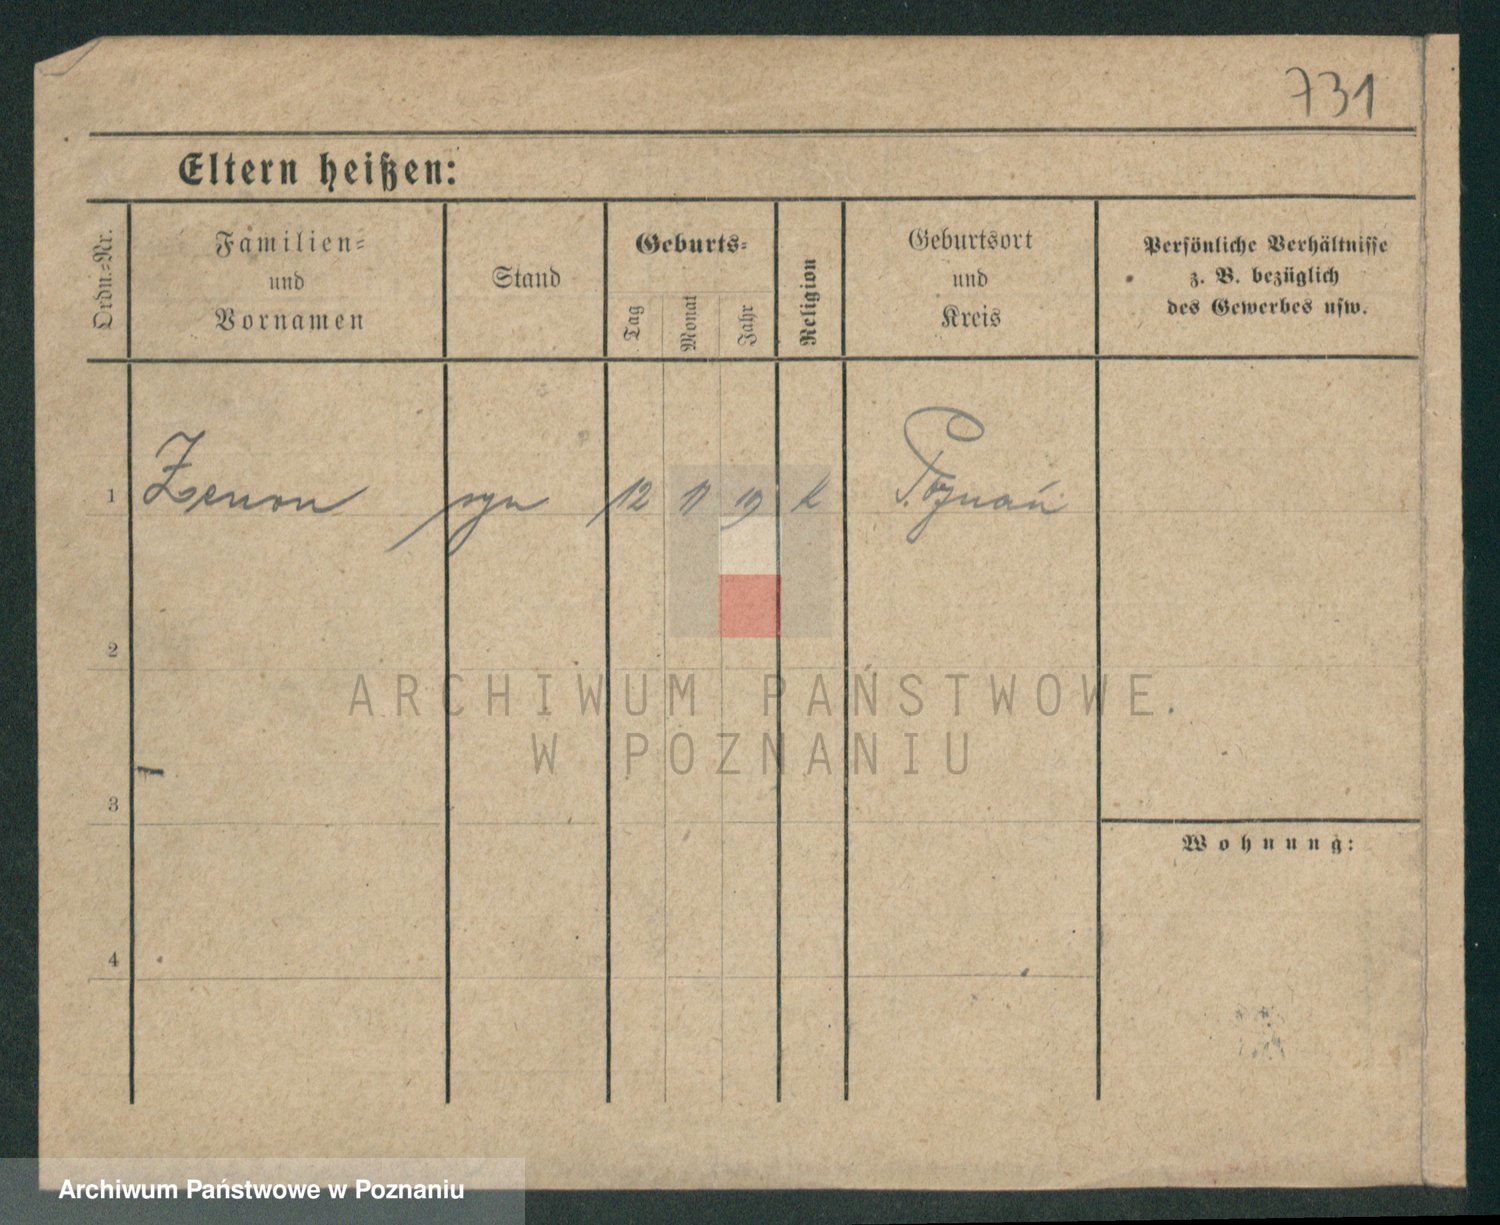 731
Eltern heißen:
Ordn.=Nr.
Familien=
und
Vornamen
Stand
Geburts=
Tag
Monat
Jahr
Religion
Geburtsort
und
Kreis
Persönliche Verhältnisse
z. B. bezüglich
des Gewerbes usw.
1 Zenon syn 12 11 19 k Poznań
2
3
4
Wohnung:
ARCHIWUM PAŃSTWOWE
W POZNANIU
Archiwum Państwowe w Poznaniu